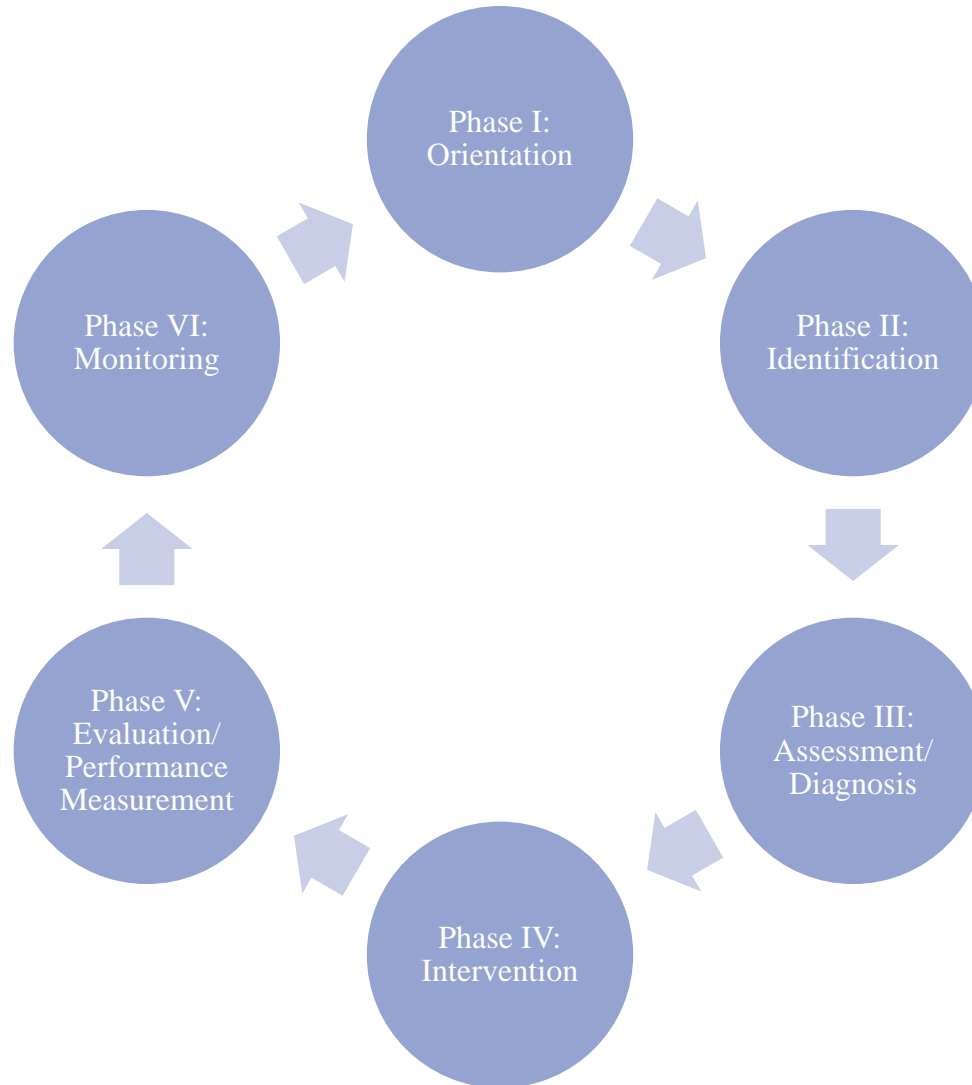 Phase I:
Orientation
Phase II:
Identification
Phase III:
Assessment/
Diagnosis
Phase IV:
Intervention
Phase V:
Evaluation/
Performance
Measurement
Phase VI:
Monitoring